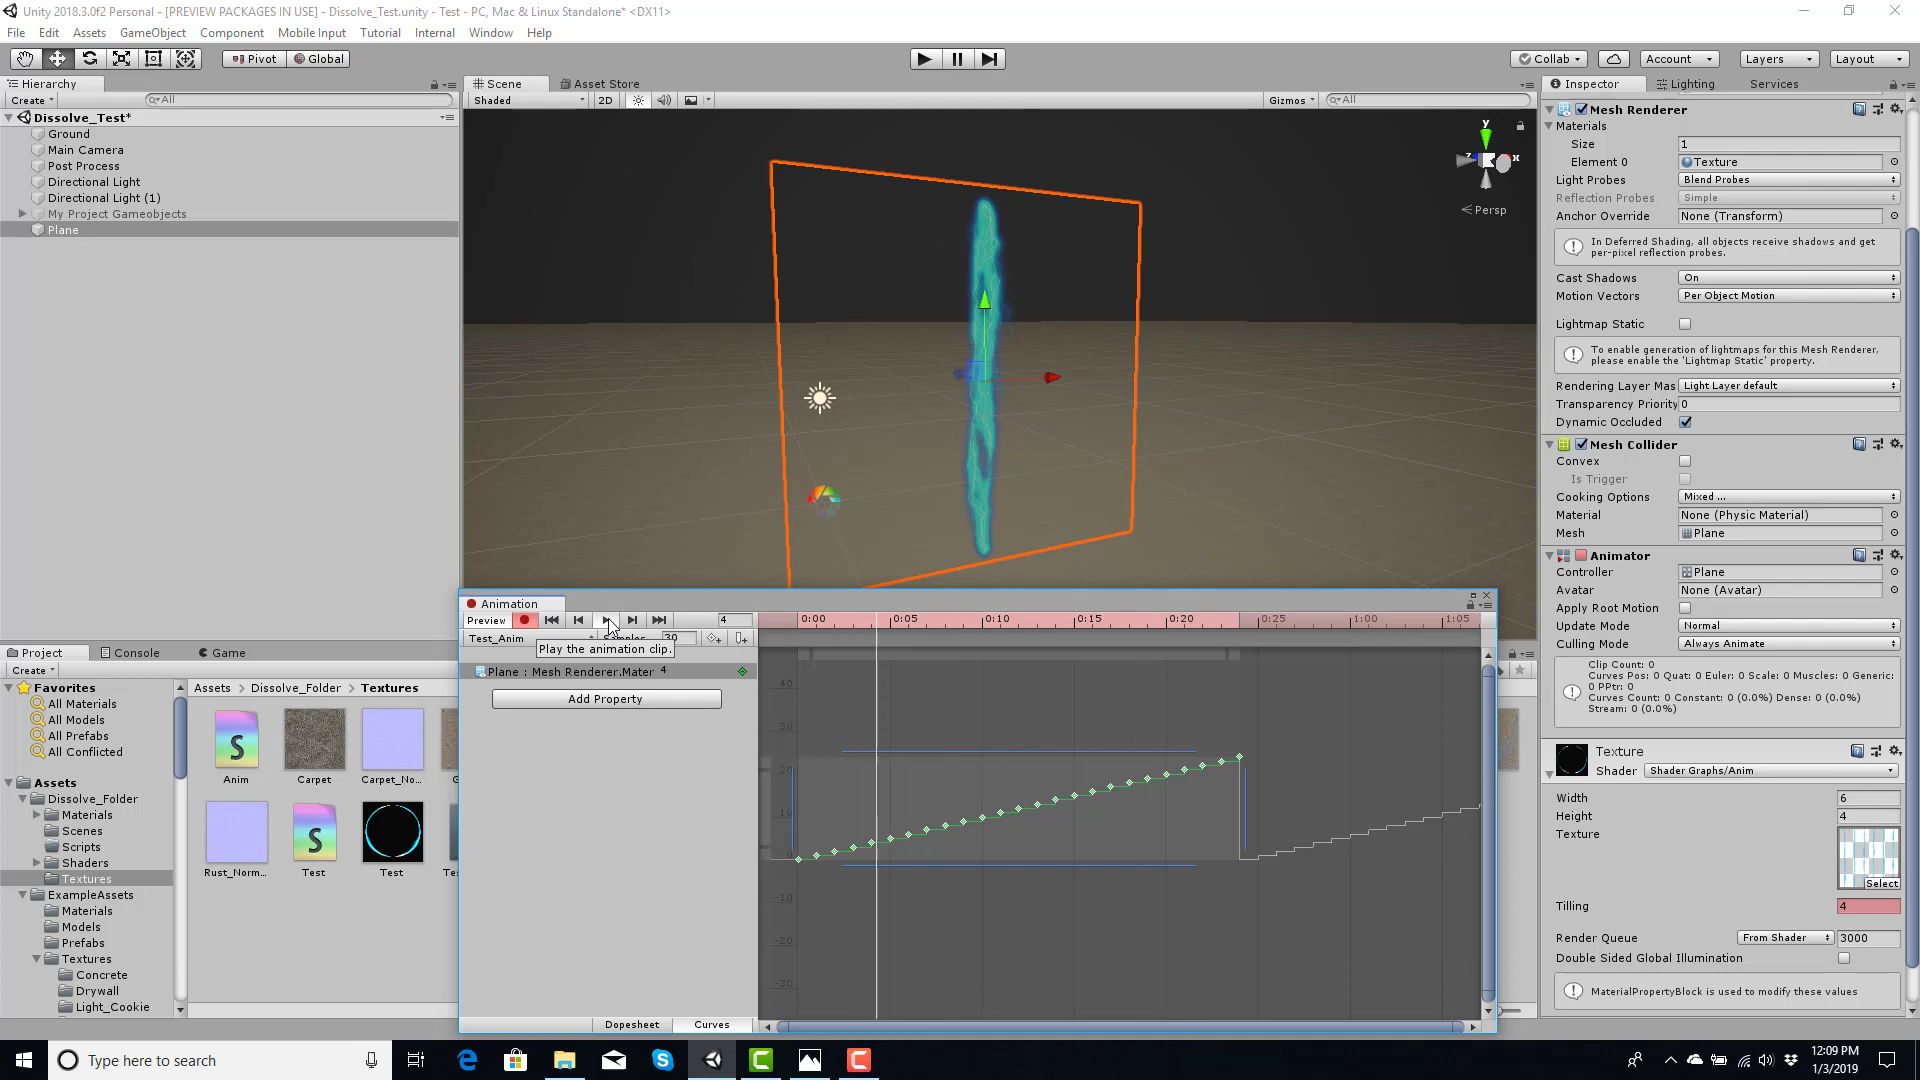 Unity 2018.3.0f2 Personal - [PREVIEW PACKAGES IN USE] - Dissolve_Test.unity - Test - PC, Mac & Linux Standalone* <DX11>
File Edit Assets GameObject Component Mobile Input Tutorial Internal Window Help
Pivot Global Collab Account Layers Layout
Hierarchy Scene Asset Store Inspector Lighting Services
Create All Shaded 2D Gizmos All
Dissolve_Test*
Ground
Main Camera
Post Process
Directional Light
Directional Light (1)
My Project Gameobjects
Plane
y
z x
Persp
Mesh Renderer
Materials
Size 1
Element 0 Texture
Light Probes Blend Probes
Reflection Probes Simple
Anchor Override None (Transform)
In Deferred Shading, all objects receive shadows and get
per-pixel reflection probes.
Cast Shadows On
Motion Vectors Per Object Motion
Lightmap Static
To enable generation of lightmaps for this Mesh Renderer,
please enable the 'Lightmap Static' property.
Rendering Layer Mas Light Layer default
Transparency Priority 0
Dynamic Occluded
Mesh Collider
Convex
Is Trigger
Cooking Options Mixed ...
Material None (Physic Material)
Mesh Plane
Animator
Controller Plane
Avatar None (Avatar)
Apply Root Motion
Update Mode Normal
Culling Mode Always Animate
Clip Count: 0
Curves Pos: 0 Quat: 0 Euler: 0 Scale: 0 Muscles: 0 Generic:
0 PPtr: 0
Curves Count: 0 Constant: 0 (0.0%) Dense: 0 (0.0%)
Stream: 0 (0.0%)
Texture
Shader Shader Graphs/Anim
Width 6
Height 4
Texture
Select
Tilling 4
Render Queue From Shader 3000
Double Sided Global Illumination
MaterialPropertyBlock is used to modify these values
Animation
Preview 4 0:00 0:05 0:10 0:15 0:20 0:25 1:00 1:05
Test_Anim Samples 30
Play the animation clip.
Plane : Mesh Renderer.Mater 4
Add Property
40
30
20
10
0
-10
-20
-30
Dopesheet Curves
Project Console Game
Create
Favorites
All Materials
All Models
All Prefabs
All Conflicted
Assets
Dissolve_Folder
Materials
Scenes
Scripts
Shaders
Textures
ExampleAssets
Materials
Models
Prefabs
Textures
Concrete
Drywall
Light_Cookie
Assets Dissolve_Folder Textures
Anim Carpet Carpet_No...
Rust_Norm... Test Test
Type here to search
12:09 PM
1/3/2019